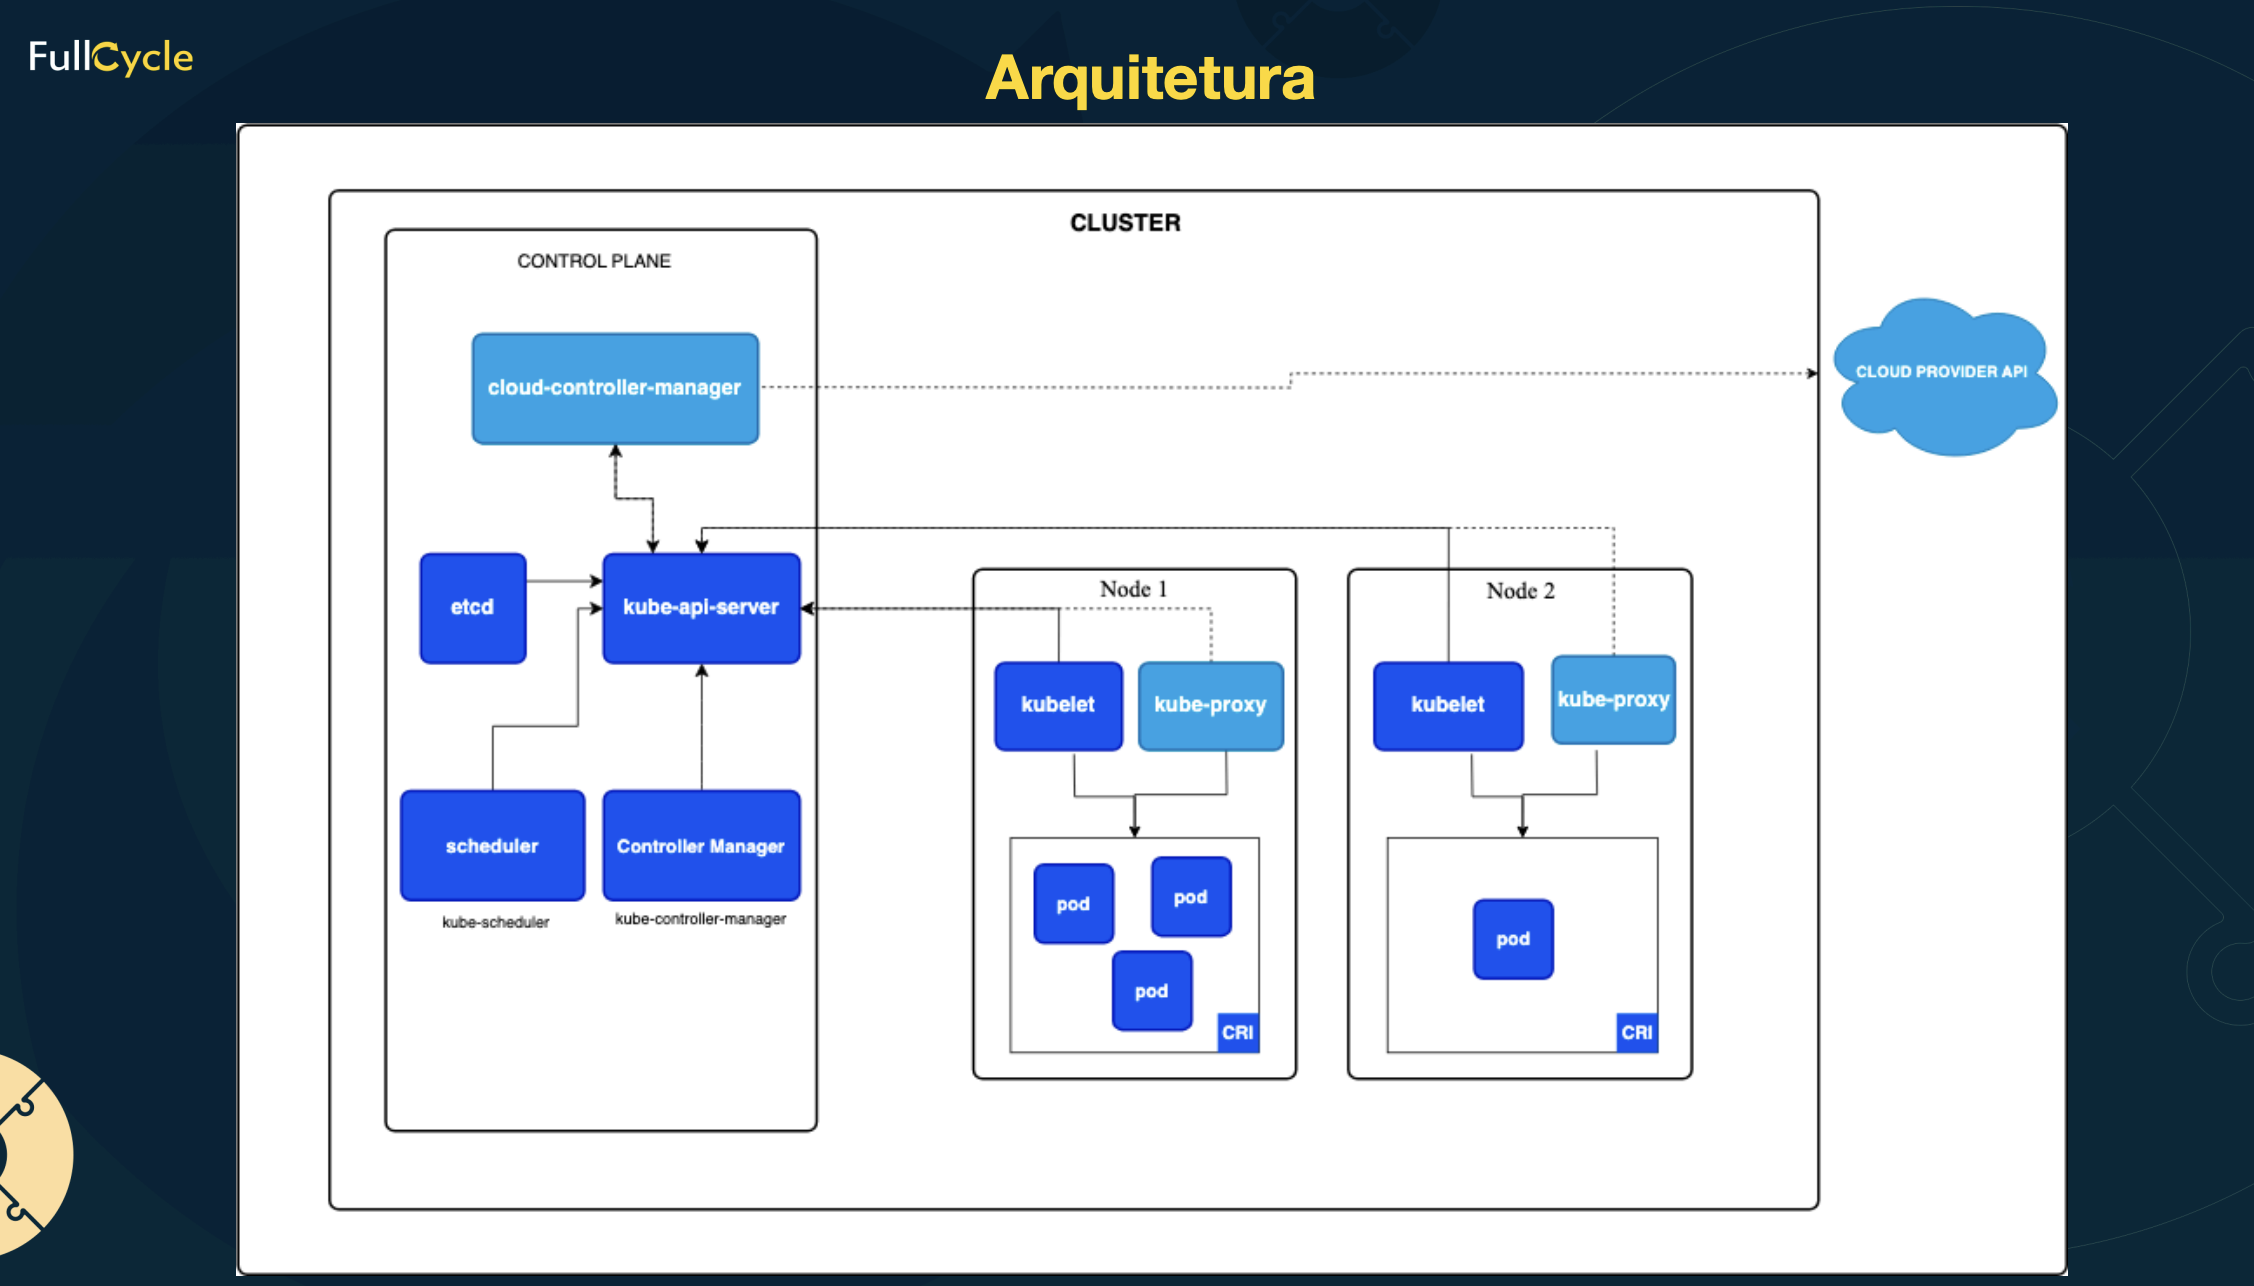 FullCycle
Arquitetura
CLUSTER
CONTROL PLANE
cloud-controller-manager
CLOUD PROVIDER API
etcd
kube-api-server
scheduler
kube-scheduler
Controller Manager
kube-controller-manager
Node 1
kubelet
kube-proxy
pod
pod
pod
CRI
Node 2
kubelet
kube-proxy
pod
CRI